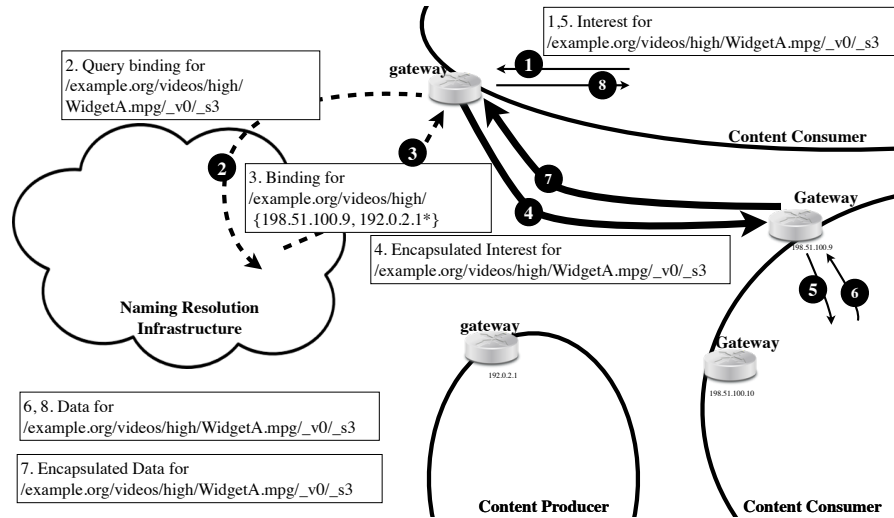 1,5. Interest for
/example.org/videos/high/WidgetA.mpg/_v0/_s3
2. Query binding for
/example.org/videos/high/
WidgetA.mpg/_v0/_s3
gateway
1
8
Content Consumer
2
3
3. Binding for
/example.org/videos/high/
{198.51.100.9, 192.0.2.1*}
7
4
Gateway
198.51.100.9
4. Encapsulated Interest for
/example.org/videos/high/WidgetA.mpg/_v0/_s3
5
6
Naming Resolution
Infrastructure
gateway
192.0.2.1
Gateway
198.51.100.10
6, 8. Data for
/example.org/videos/high/WidgetA.mpg/_v0/_s3
7. Encapsulated Data for
/example.org/videos/high/WidgetA.mpg/_v0/_s3
Content Producer
Content Consumer